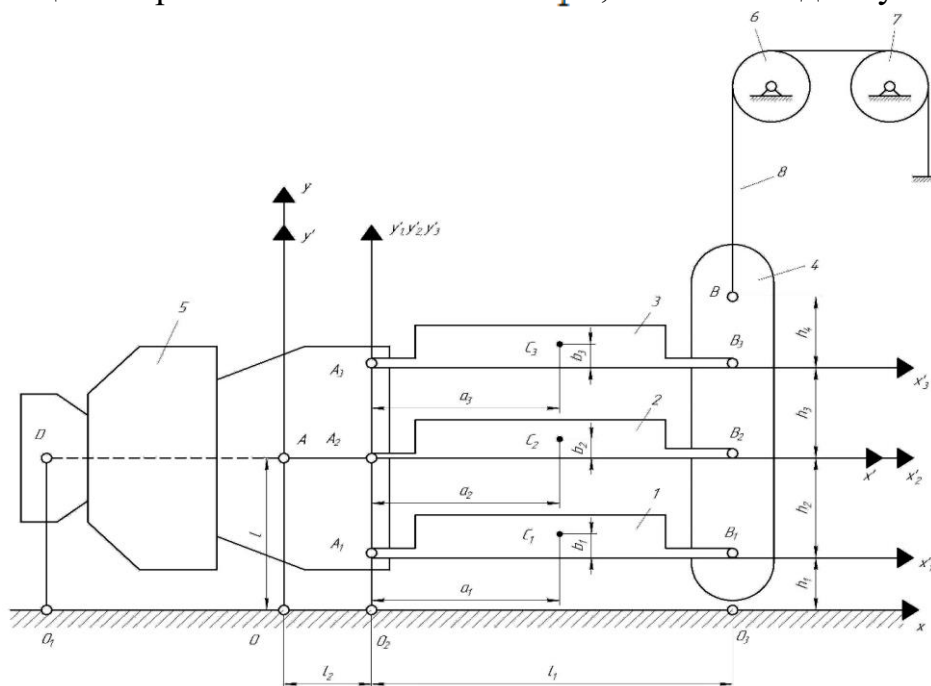 6
7
8
y
y'
y'₁,y'₂,y'₃
4
B
5
3
h₄
A₃
C₃
b₃
B₃
x'₃
a₃
2
h₃
D
A
A₂
C₂
b₂
B₂
x'
x'₂
a₂
l
1
h₂
A₁
C₁
b₁
B₁
x'₁
a₁
h₁
O₁
O
O₂
O₃
x
l₂
l₁